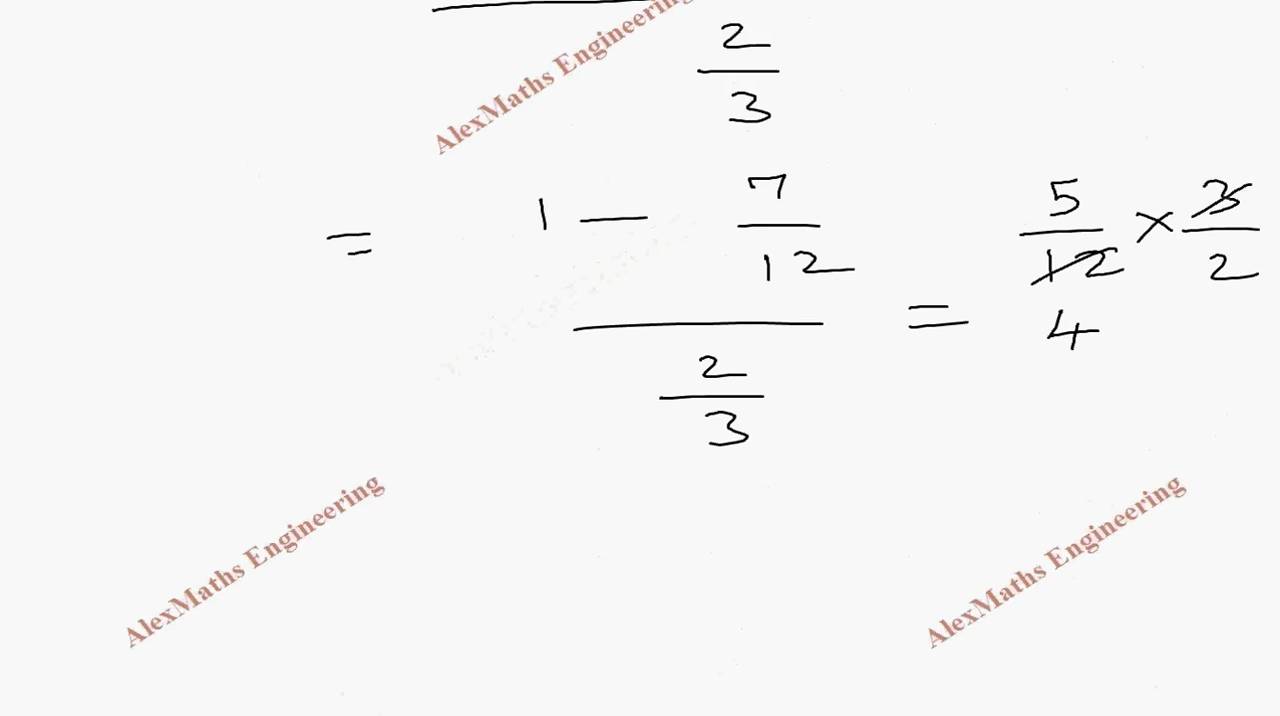 AlexMaths Engineering
2
3
= 1 — 7/12 5/12 × 3/2
= 4
2
3
AlexMaths Engineering
AlexMaths Engineering